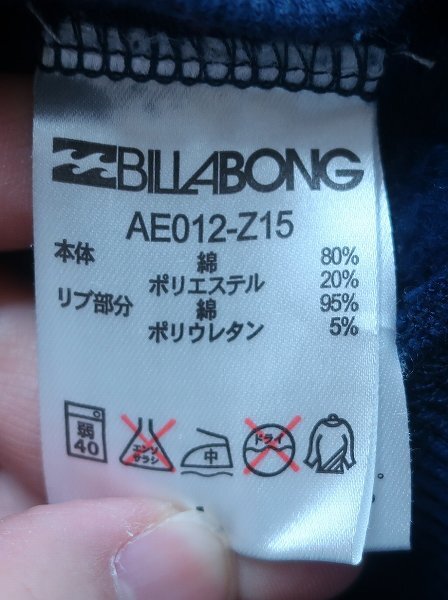 BILLABONG
AE012-Z15
本体 綿 80%
ポリエステル 20%
リブ部分 綿 95%
ポリウレタン 5%
弱 40 エンソサラシ 中 ドライ